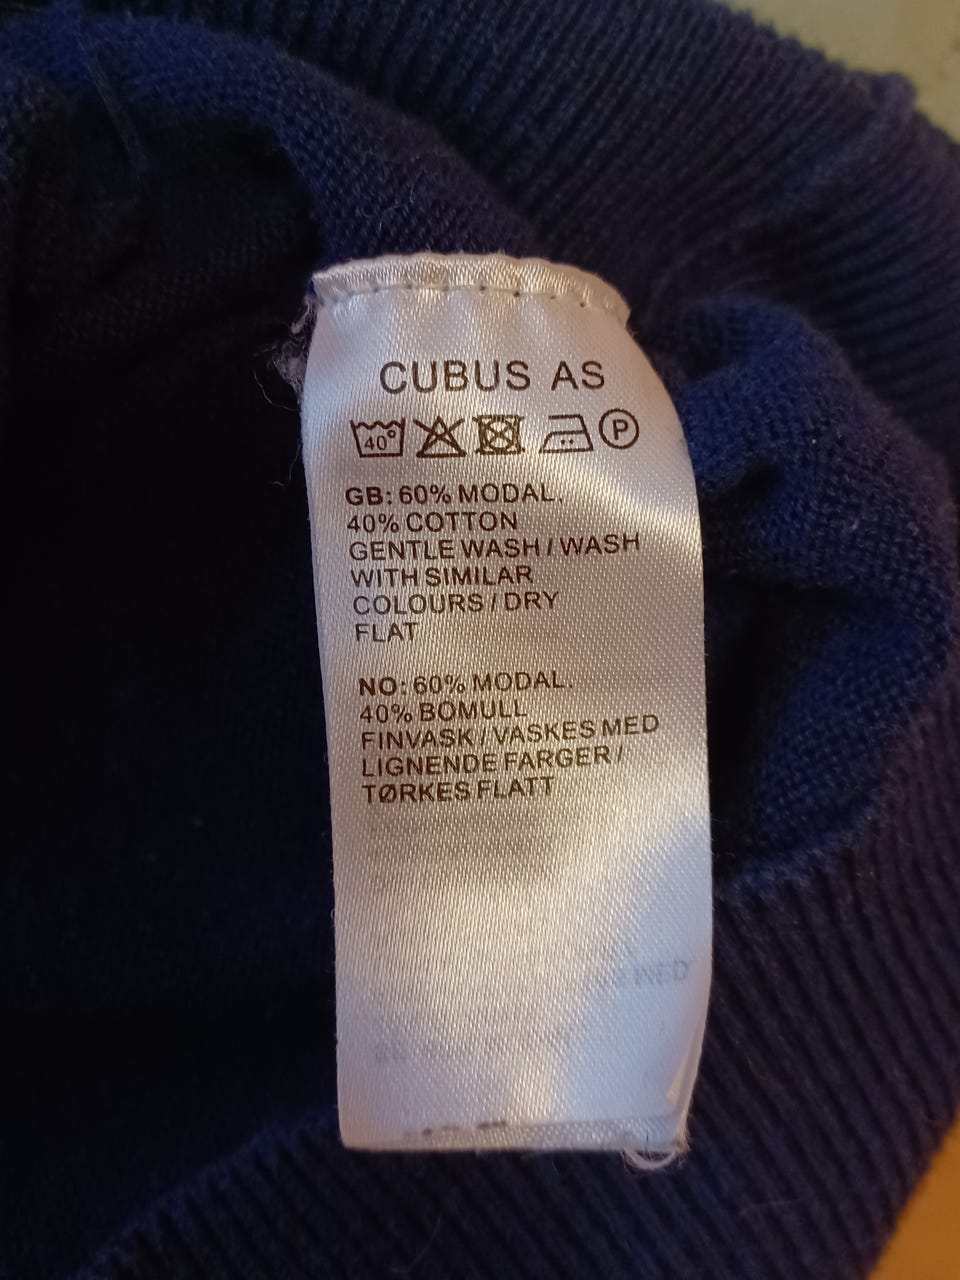 CUBUS AS
40° P
GB: 60% MODAL,
40% COTTON
GENTLE WASH / WASH
WITH SIMILAR
COLOURS / DRY
FLAT
NO: 60% MODAL,
40% BOMULL
FINVASK / VASKES MED
LIGNENDE FARGER /
TØRKES FLATT